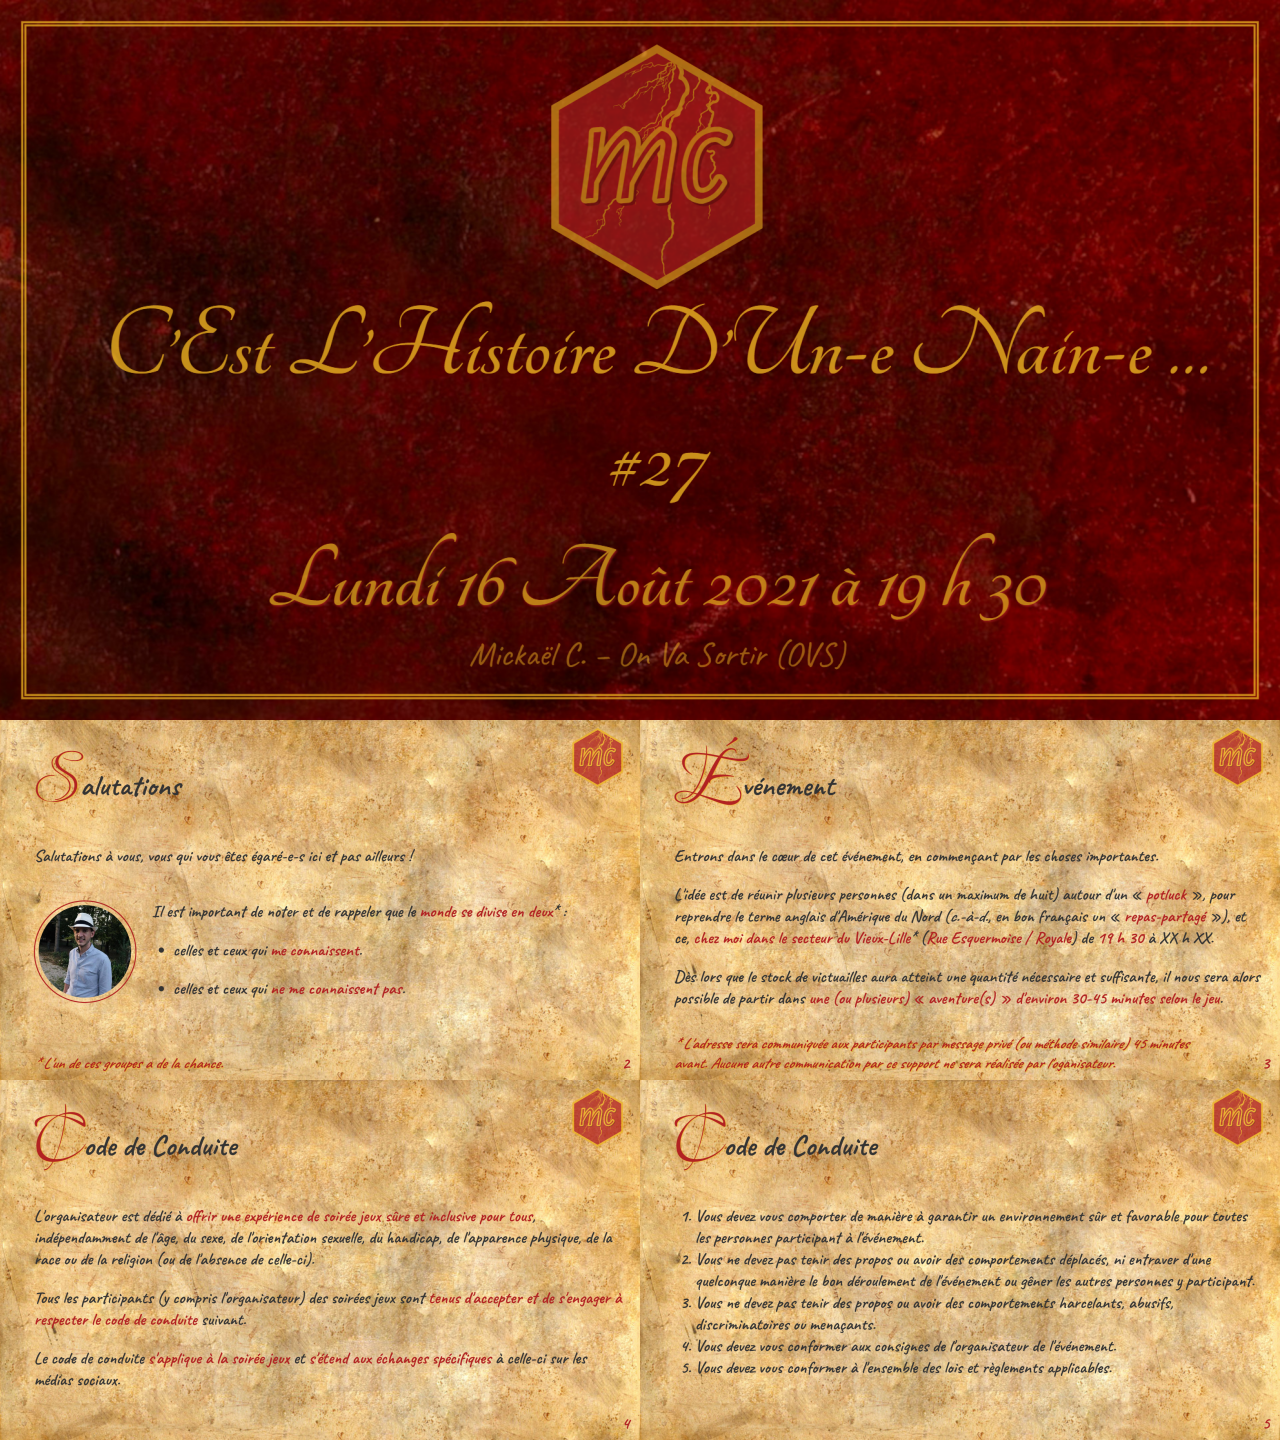 mc
C'Est L'Histoire D'Un-e Nain-e ...
#27
Lundi 16 Août 2021 à 19 h 30
Mickaël C. – On Va Sortir (OVS)
mc
Salutations
Salutations à vous, vous qui vous êtes égaré-e-s ici et pas ailleurs !
Il est important de noter et de rappeler que le monde se divise en deux* :
• celles et ceux qui me connaissent.
• celles et ceux qui ne me connaissent pas.
*L'un de ces groupes a de la chance.
2
mc
Événement
Entrons dans le cœur de cet événement, en commençant par les choses importantes.
L'idée est de réunir plusieurs personnes (dans un maximum de huit) autour d'un « potluck », pour
reprendre le terme anglais d'Amérique du Nord (c.-à-d., en bon français un « repas-partagé »), et
ce, chez moi dans le secteur du Vieux-Lille* (Rue Esquermoise / Royale) de 19 h 30 à XX h XX.
Dès lors que le stock de victuailles aura atteint une quantité nécessaire et suffisante, il nous sera alors
possible de partir dans une (ou plusieurs) « aventure(s) » d'environ 30-45 minutes selon le jeu.
* L'adresse sera communiquée aux participants par message privé (ou méthode similaire) 45 minutes
avant. Aucune autre communication par ce support ne sera réalisée par l'oganisateur.
3
mc
Code de Conduite
L'organisateur est dédié à offrir une expérience de soirée jeux sûre et inclusive pour tous,
indépendamment de l'âge, du sexe, de l'orientation sexuelle, du handicap, de l'apparence physique, de la
race ou de la religion (ou de l'absence de celle-ci).
Tous les participants (y compris l'organisateur) des soirées jeux sont tenus d'accepter et de s'engager à
respecter le code de conduite suivant.
Le code de conduite s'applique à la soirée jeux et s'étend aux échanges spécifiques à celle-ci sur les
médias sociaux.
4
mc
Code de Conduite
1. Vous devez vous comporter de manière à garantir un environnement sûr et favorable pour toutes
les personnes participant à l'événement.
2. Vous ne devez pas tenir des propos ou avoir des comportements déplacés, ni entraver d'une
quelconque manière le bon déroulement de l'événement ou gêner les autres personnes y participant.
3. Vous ne devez pas tenir des propos ou avoir des comportements harcelants, abusifs,
discriminatoires ou menaçants.
4. Vous devez vous conformer aux consignes de l'organisateur de l'événement.
5. Vous devez vous conformer à l'ensemble des lois et règlements applicables.
5